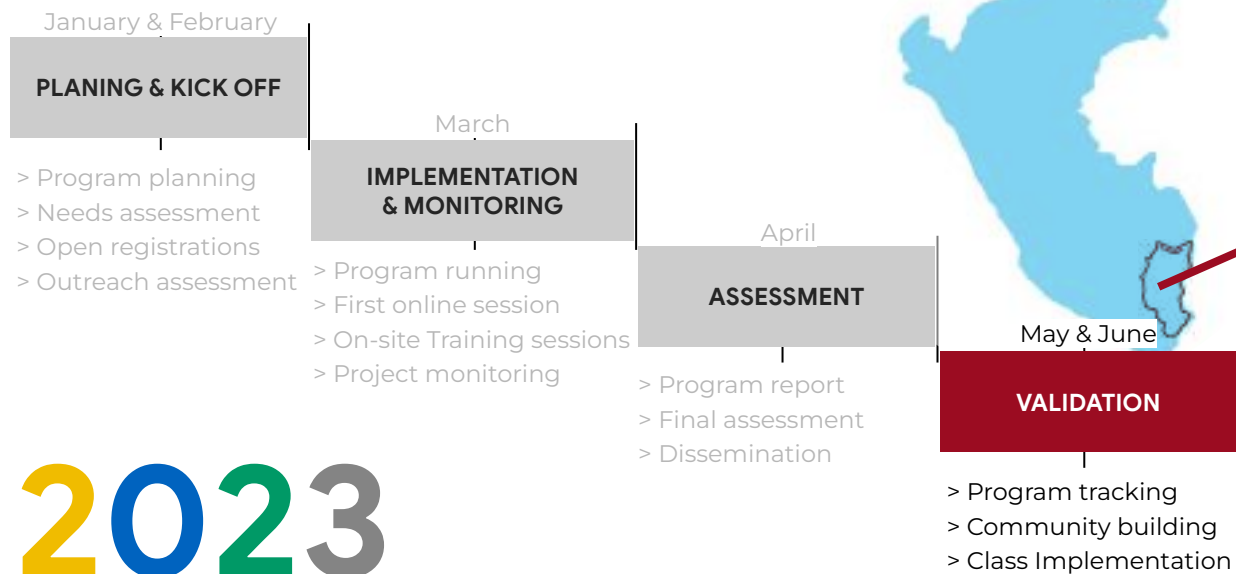 January & February
PLANING & KICK OFF
> Program planning
> Needs assessment
> Open registrations
> Outreach assessment
March
IMPLEMENTATION
& MONITORING
> Program running
> First online session
> On-site Training sessions
> Project monitoring
April
ASSESSMENT
> Program report
> Final assessment
> Dissemination
May & June
VALIDATION
> Program tracking
> Community building
> Class Implementation
2023